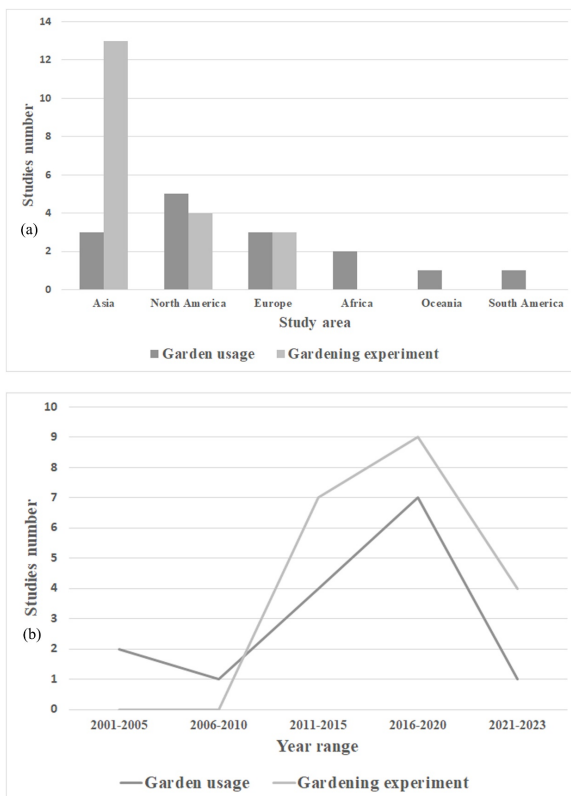 14
12
10
8
6
4
2
0
Studies number
(a)
Asia North America Europe Africa Oceania South America
Study area
Garden usage Gardening experiment
10
9
8
7
6
5
4
3
2
1
0
Studies number
(b)
2001-2005 2006-2010 2011-2015 2016-2020 2021-2023
Year range
Garden usage Gardening experiment